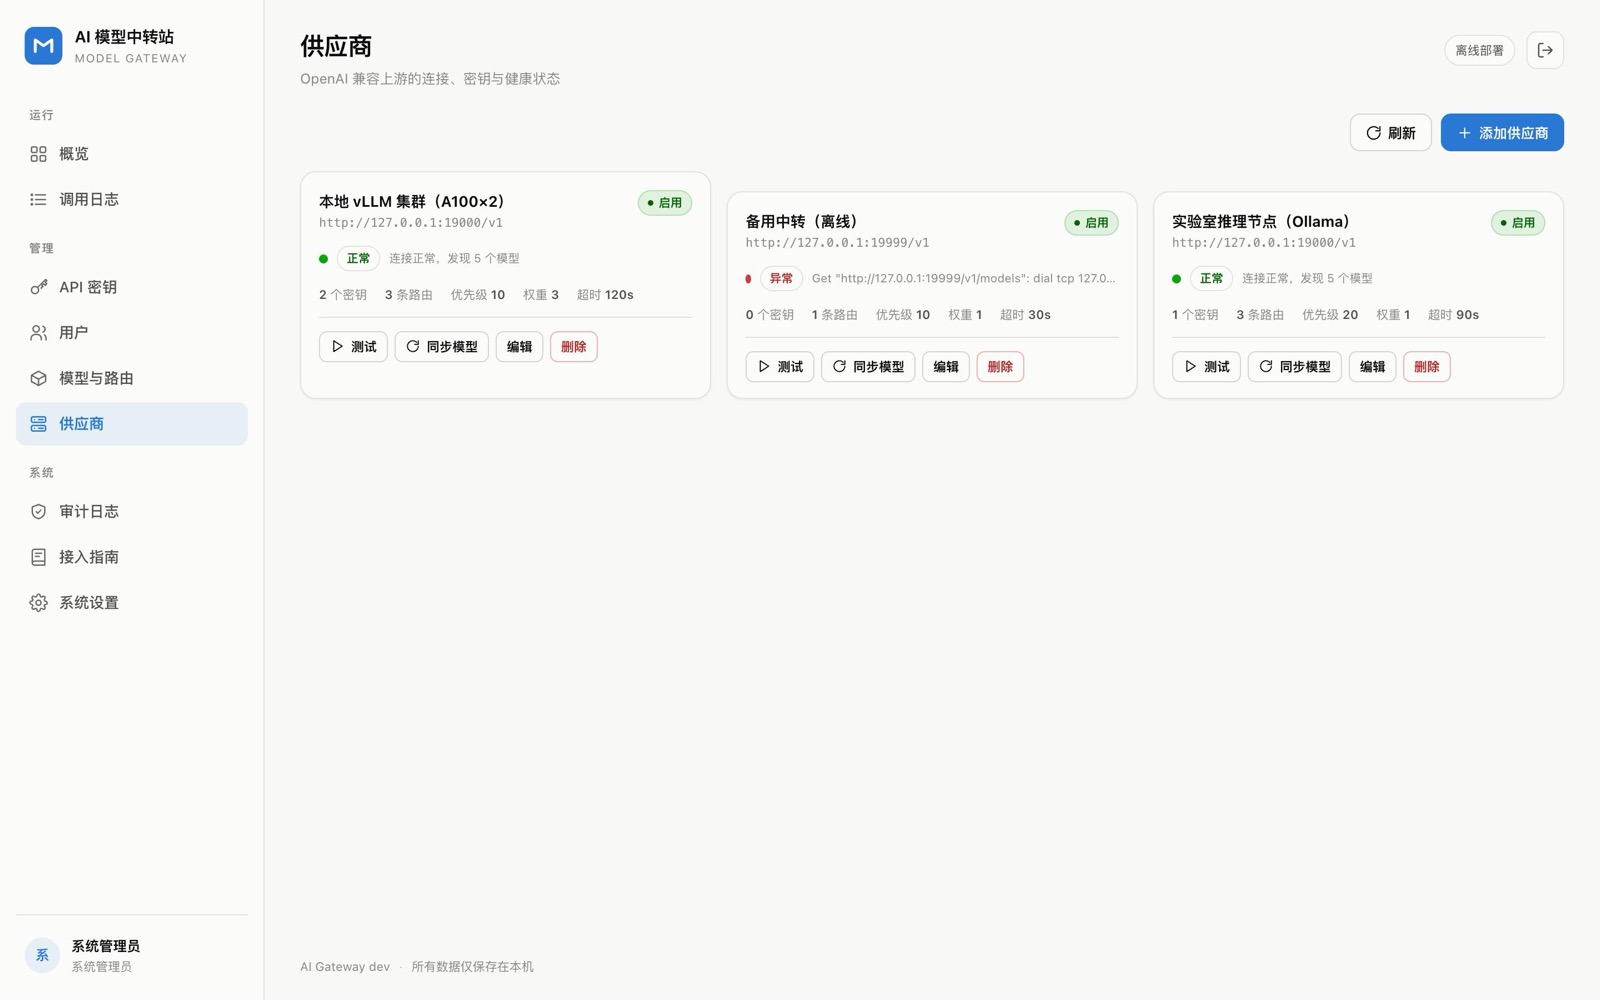 AI 模型中转站
MODEL GATEWAY
运行
概览
调用日志
管理
API 密钥
用户
模型与路由
供应商
系统
审计日志
接入指南
系统设置
系
系统管理员
系统管理员
供应商
OpenAI 兼容上游的连接、密钥与健康状态
离线部署
刷新
添加供应商
本地 vLLM 集群（A100×2）
启用
http://127.0.0.1:19000/v1
正常 连接正常，发现 5 个模型
2 个密钥 3 条路由 优先级 10 权重 3 超时 120s
测试 同步模型 编辑 删除
备用中转（离线）
启用
http://127.0.0.1:19999/v1
异常 Get "http://127.0.0.1:19999/v1/models": dial tcp 127.0...
0 个密钥 1 条路由 优先级 10 权重 1 超时 30s
测试 同步模型 编辑 删除
实验室推理节点（Ollama）
启用
http://127.0.0.1:19000/v1
正常 连接正常，发现 5 个模型
1 个密钥 3 条路由 优先级 20 权重 1 超时 90s
测试 同步模型 编辑 删除
AI Gateway dev · 所有数据仅保存在本机